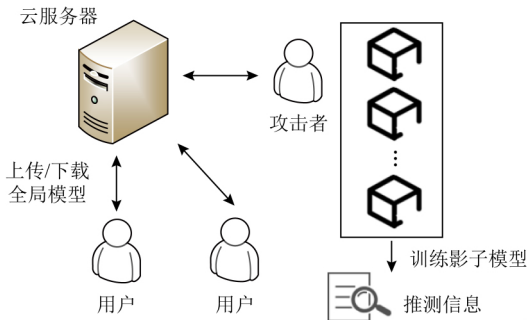 云服务器
攻击者
上传/下载
全局模型
用户
用户
训练影子模型
推测信息